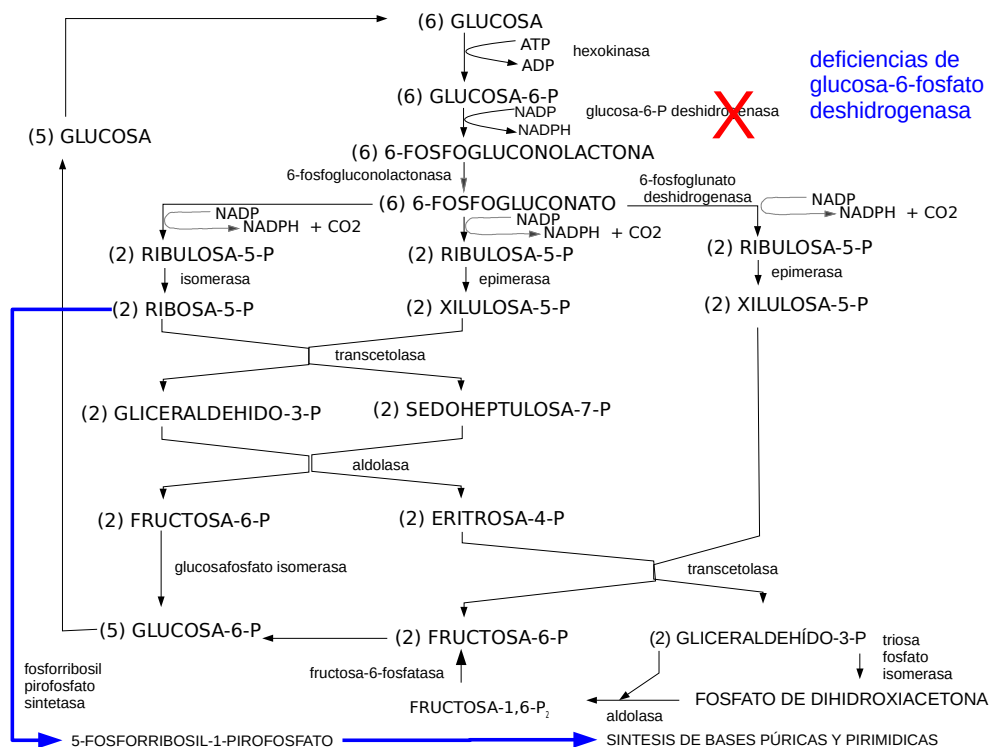 (6) GLUCOSA
ATP
hexokinasa
ADP
deficiencias de
glucosa-6-fosfato
deshidrogenasa
(6) GLUCOSA-6-P
NADP
glucosa-6-P deshidrogenasa
X
NADPH
(5) GLUCOSA
(6) 6-FOSFOGLUCONOLACTONA
6-fosfogluconolactonasa
(6) 6-FOSFOGLUCONATO
6-fosfoglunato
deshidrogenasa
NADP
NADPH + CO2
NADP
NADPH + CO2
NADP
NADPH + CO2
(2) RIBULOSA-5-P
(2) RIBULOSA-5-P
(2) RIBULOSA-5-P
isomerasa
epimerasa
epimerasa
(2) RIBOSA-5-P
(2) XILULOSA-5-P
(2) XILULOSA-5-P
transcetolasa
(2) GLICERALDEHIDO-3-P
(2) SEDOHEPTULOSA-7-P
aldolasa
(2) FRUCTOSA-6-P
(2) ERITROSA-4-P
glucosafosfato isomerasa
transcetolasa
(5) GLUCOSA-6-P
(2) FRUCTOSA-6-P
(2) GLICERALDEHÍDO-3-P
triosa
fosfato
isomerasa
fosforribosil
pirofosfato
sintetasa
fructosa-6-fosfatasa
FRUCTOSA-1,6-P2
aldolasa
FOSFATO DE DIHIDROXIACETONA
5-FOSFORRIBOSIL-1-PIROFOSFATO
SINTESIS DE BASES PÚRICAS Y PIRIMIDICAS